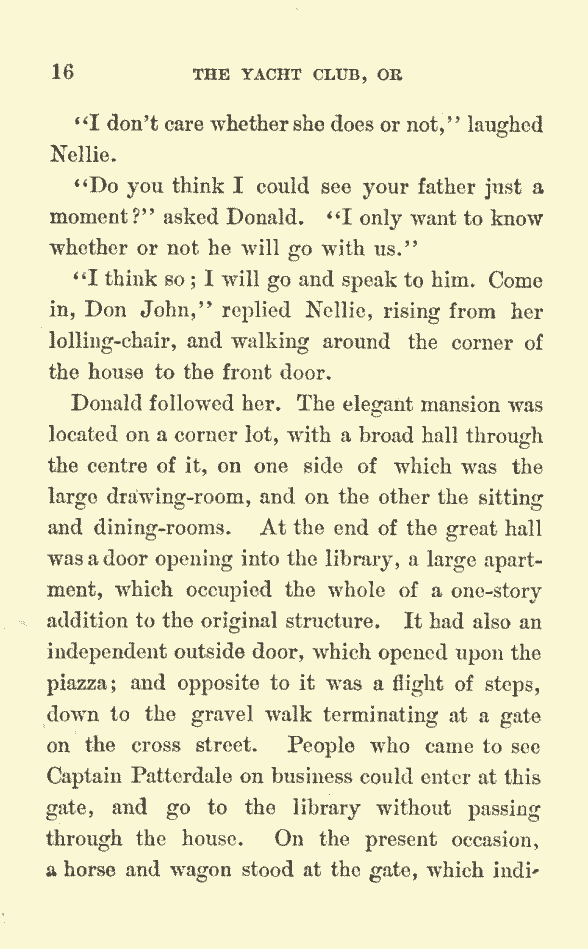 16 THE YACHT CLUB, OR
"I don't care whether she does or not," laughed
Nellie.
"Do you think I could see your father just a
moment?" asked Donald. "I only want to know
whether or not he will go with us."
"I think so; I will go and speak to him. Come
in, Don John," replied Nellie, rising from her
lolling-chair, and walking around the corner of
the house to the front door.
Donald followed her. The elegant mansion was
located on a corner lot, with a broad hall through
the centre of it, on one side of which was the
large drawing-room, and on the other the sitting
and dining-rooms. At the end of the great hall
was a door opening into the library, a large apart-
ment, which occupied the whole of a one-story
addition to the original structure. It had also an
independent outside door, which opened upon the
piazza; and opposite to it was a flight of steps,
down to the gravel walk terminating at a gate
on the cross street. People who came to see
Captain Patterdale on business could enter at this
gate, and go to the library without passing
through the house. On the present occasion,
a horse and wagon stood at the gate, which indi-